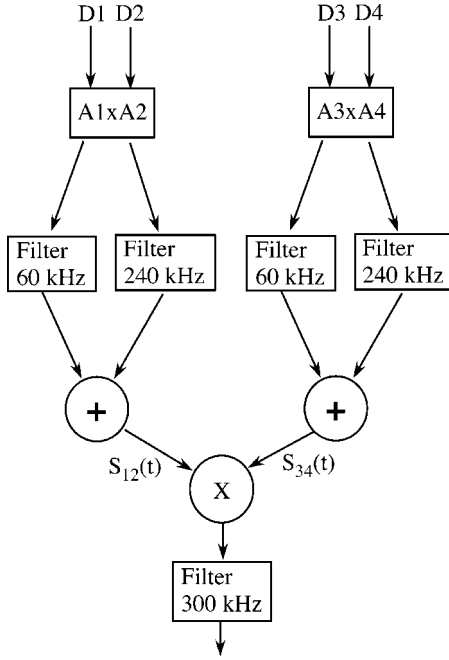 D1 D2 D3 D4
A1xA2 A3xA4
Filter
60 kHz
Filter
240 kHz
Filter
60 kHz
Filter
240 kHz
+ +
S12(t) S34(t)
X
Filter
300 kHz